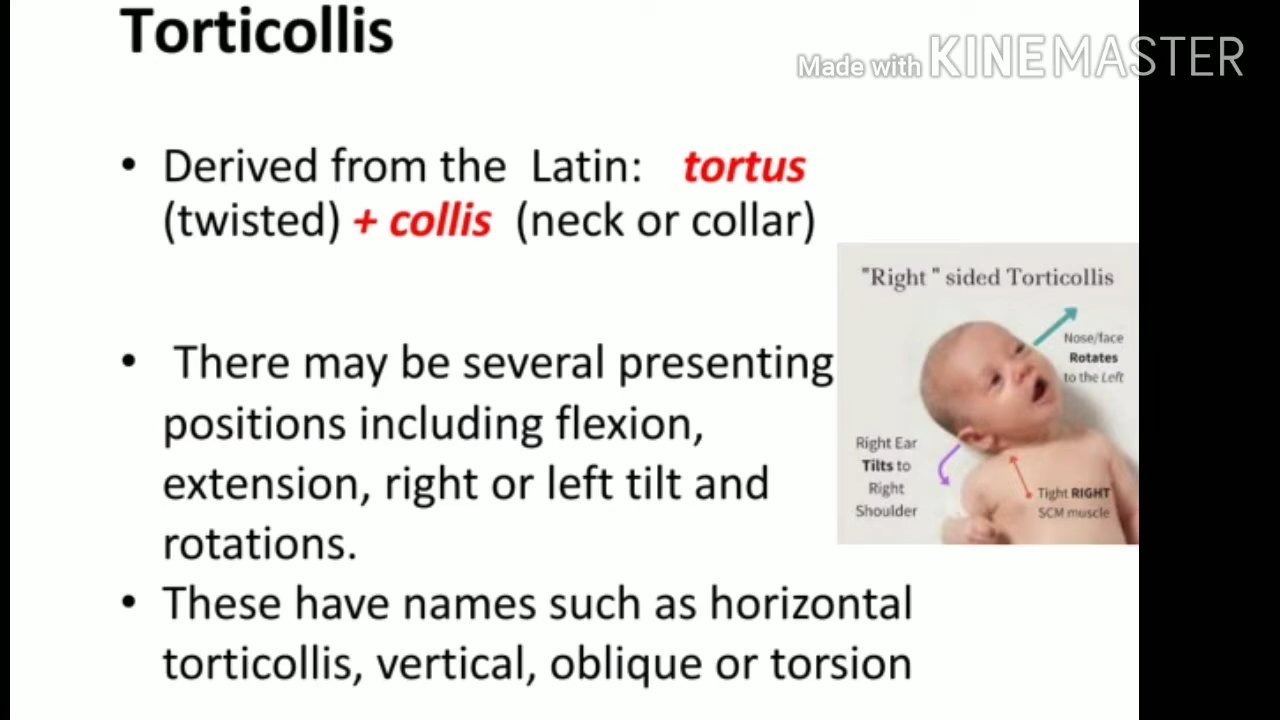 Torticollis
Made with KINEMASTER
• Derived from the Latin: tortus
(twisted) + collis (neck or collar)
• There may be several presenting
positions including flexion,
extension, right or left tilt and
rotations.
• These have names such as horizontal
torticollis, vertical, oblique or torsion
"Right " sided Torticollis
Nose/face
Rotates
to the Left
Right Ear
Tilts to
Right
Shoulder
Tight RIGHT
SCM muscle